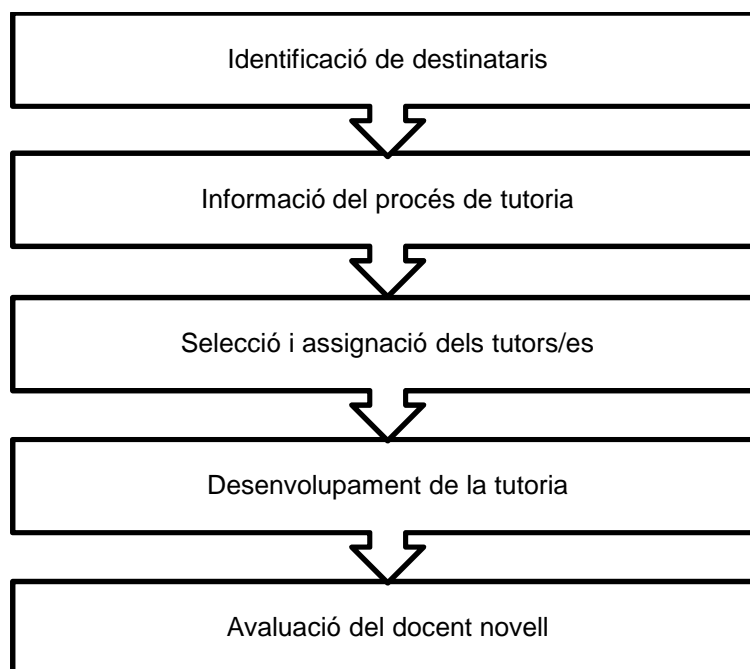 Identificació de destinataris
Informació del procés de tutoria
Selecció i assignació dels tutors/es
Desenvolupament de la tutoria
Avaluació del docent novell